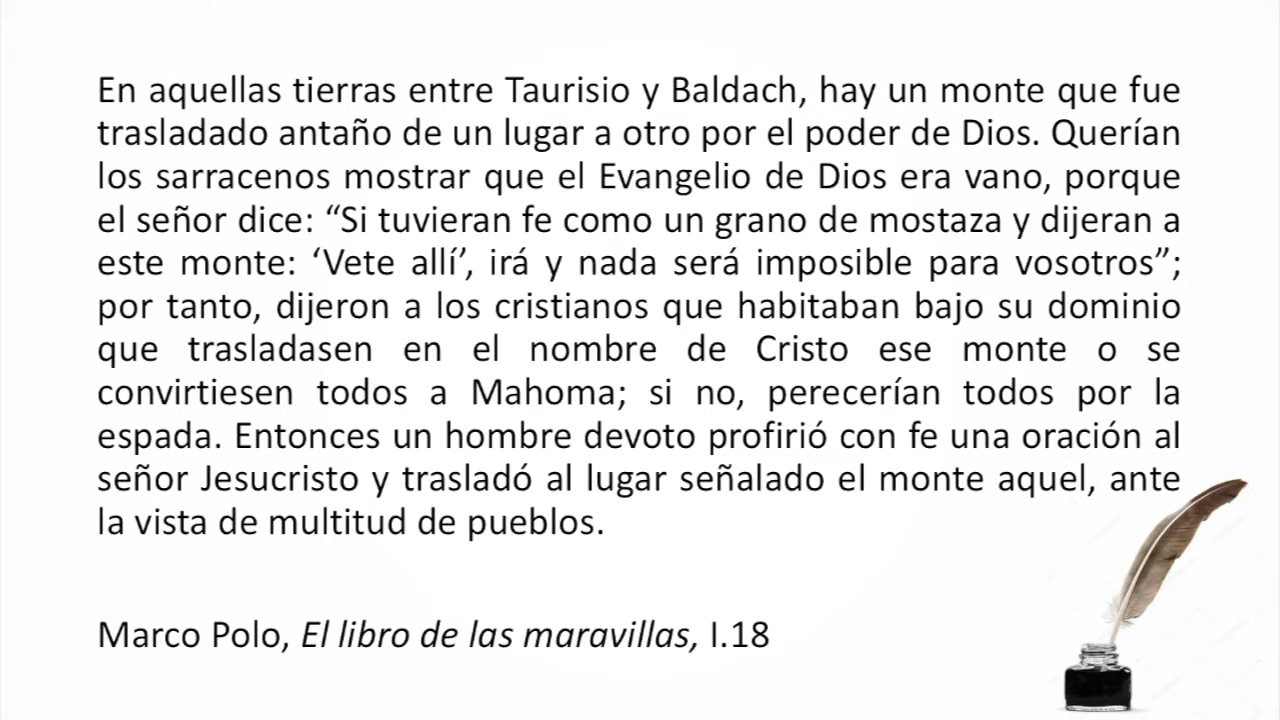 En aquellas tierras entre Taurisio y Baldach, hay un monte que fue
trasladado antaño de un lugar a otro por el poder de Dios. Querían
los sarracenos mostrar que el Evangelio de Dios era vano, porque
el señor dice: “Si tuvieran fe como un grano de mostaza y dijeran a
este monte: ‘Vete allí’, irá y nada será imposible para vosotros”;
por tanto, dijeron a los cristianos que habitaban bajo su dominio
que trasladasen en el nombre de Cristo ese monte o se
convirtiesen todos a Mahoma; si no, perecerían todos por la
espada. Entonces un hombre devoto profirió con fe una oración al
señor Jesucristo y trasladó al lugar señalado el monte aquel, ante
la vista de multitud de pueblos.
Marco Polo, El libro de las maravillas, I.18